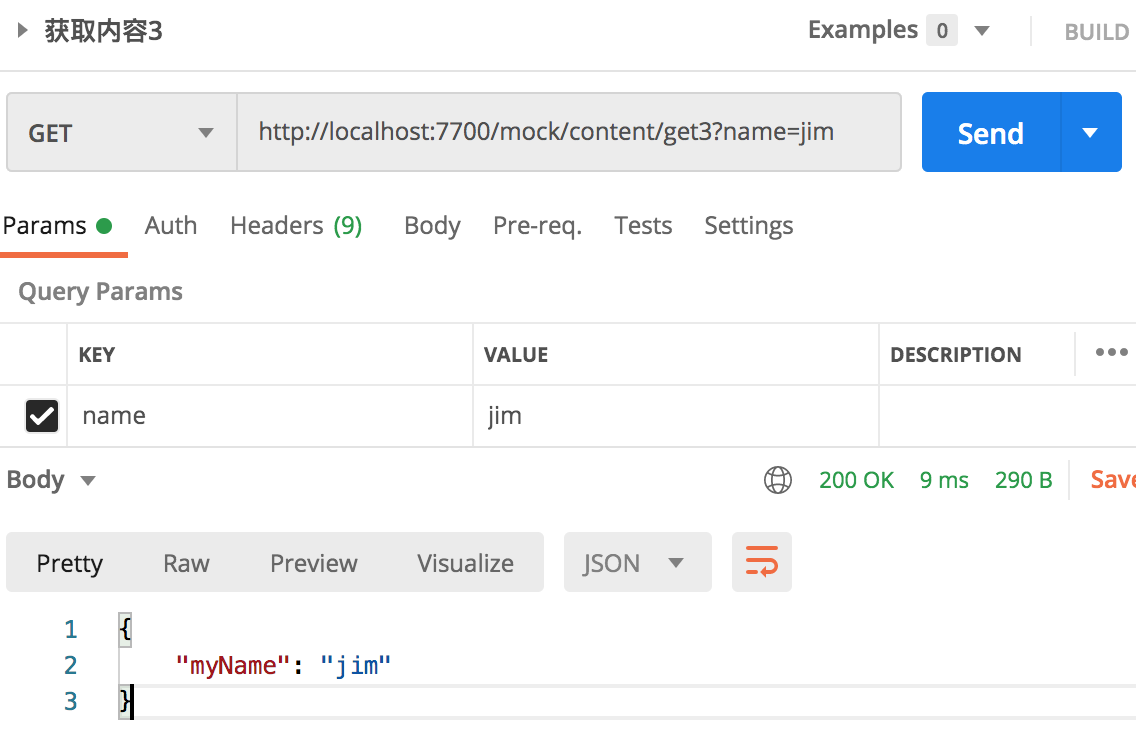 获取内容3 Examples 0 BUILD
GET http://localhost:7700/mock/content/get3?name=jim Send
Params Auth Headers (9) Body Pre-req. Tests Settings
Query Params
KEY VALUE DESCRIPTION
name jim
Body 200 OK 9 ms 290 B Save
Pretty Raw Preview Visualize JSON
1 {
2 "myName": "jim"
3 }